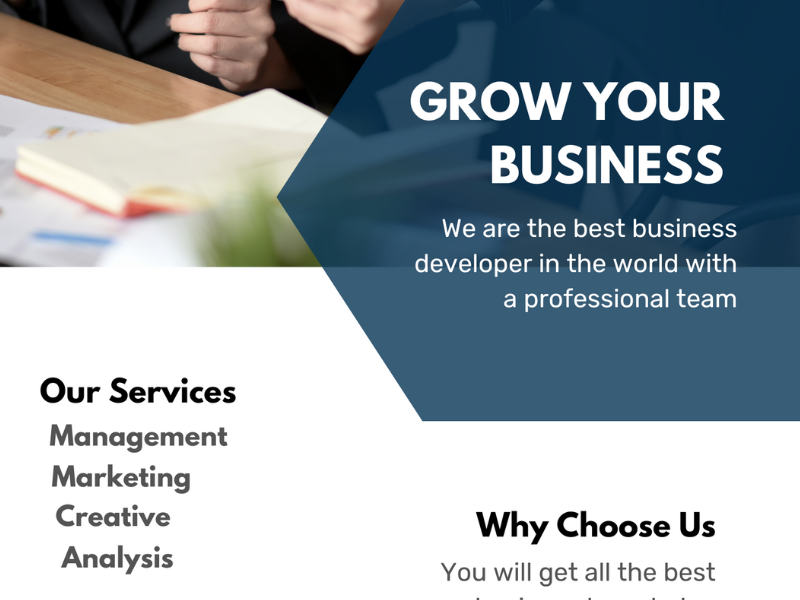 GROW YOUR
BUSINESS
We are the best business
developer in the world with
a professional team
Our Services
Management
Marketing
Creative
Analysis
Why Choose Us
You will get all the best